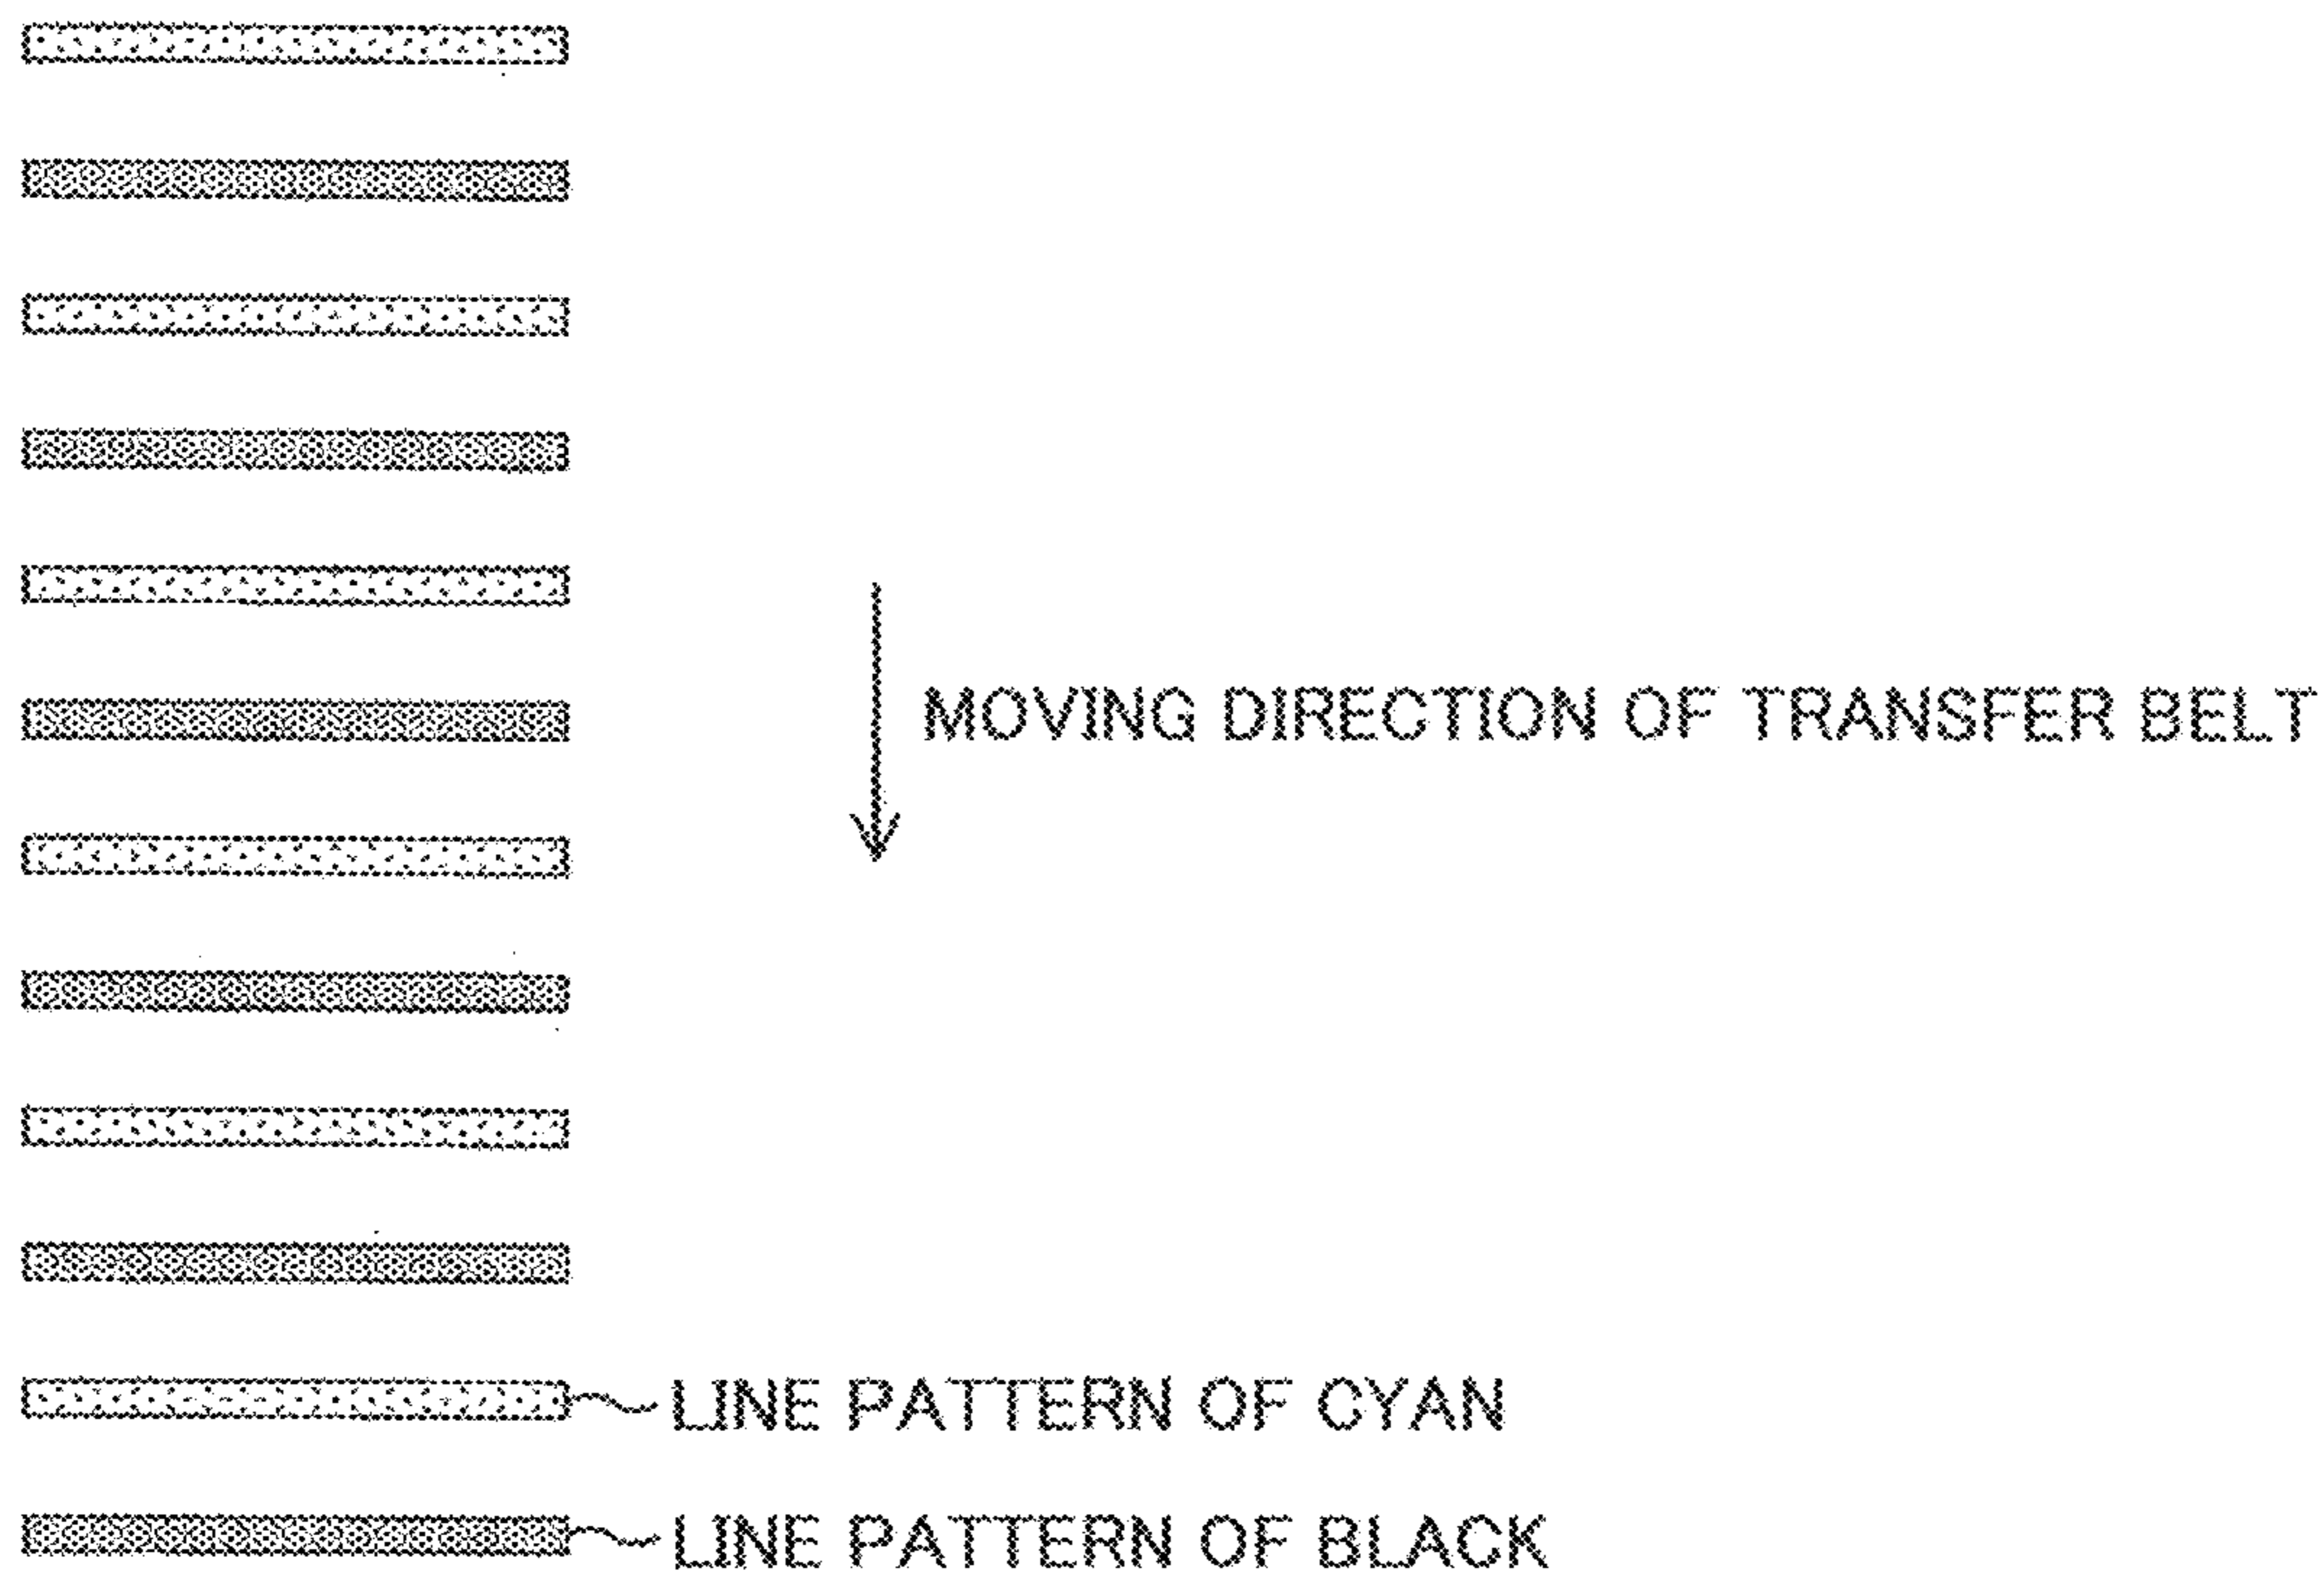 MOVING DIRECTION OF TRANSFER BELT
LINE PATTERN OF CYAN
LINE PATTERN OF BLACK